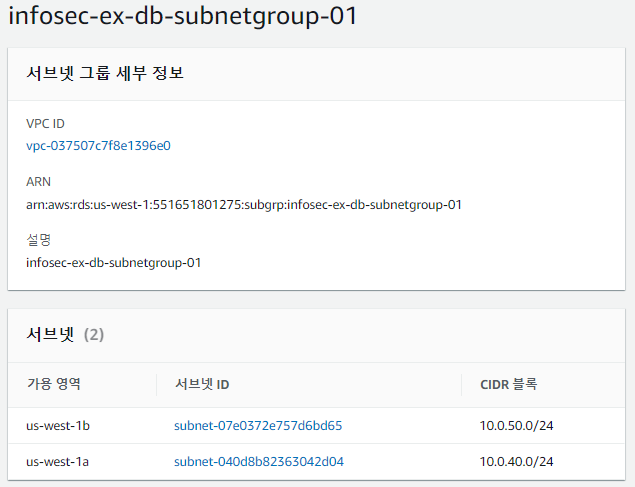 infosec-ex-db-subnetgroup-01
서브넷 그룹 세부 정보
VPC ID
vpc-037507c7f8e1396e0
ARN
arn:aws:rds:us-west-1:551651801275:subgrp:infosec-ex-db-subnetgroup-01
설명
infosec-ex-db-subnetgroup-01
서브넷 (2)
가용 영역 서브넷 ID CIDR 블록
us-west-1b subnet-07e0372e757d6bd65 10.0.50.0/24
us-west-1a subnet-040d8b82363042d04 10.0.40.0/24